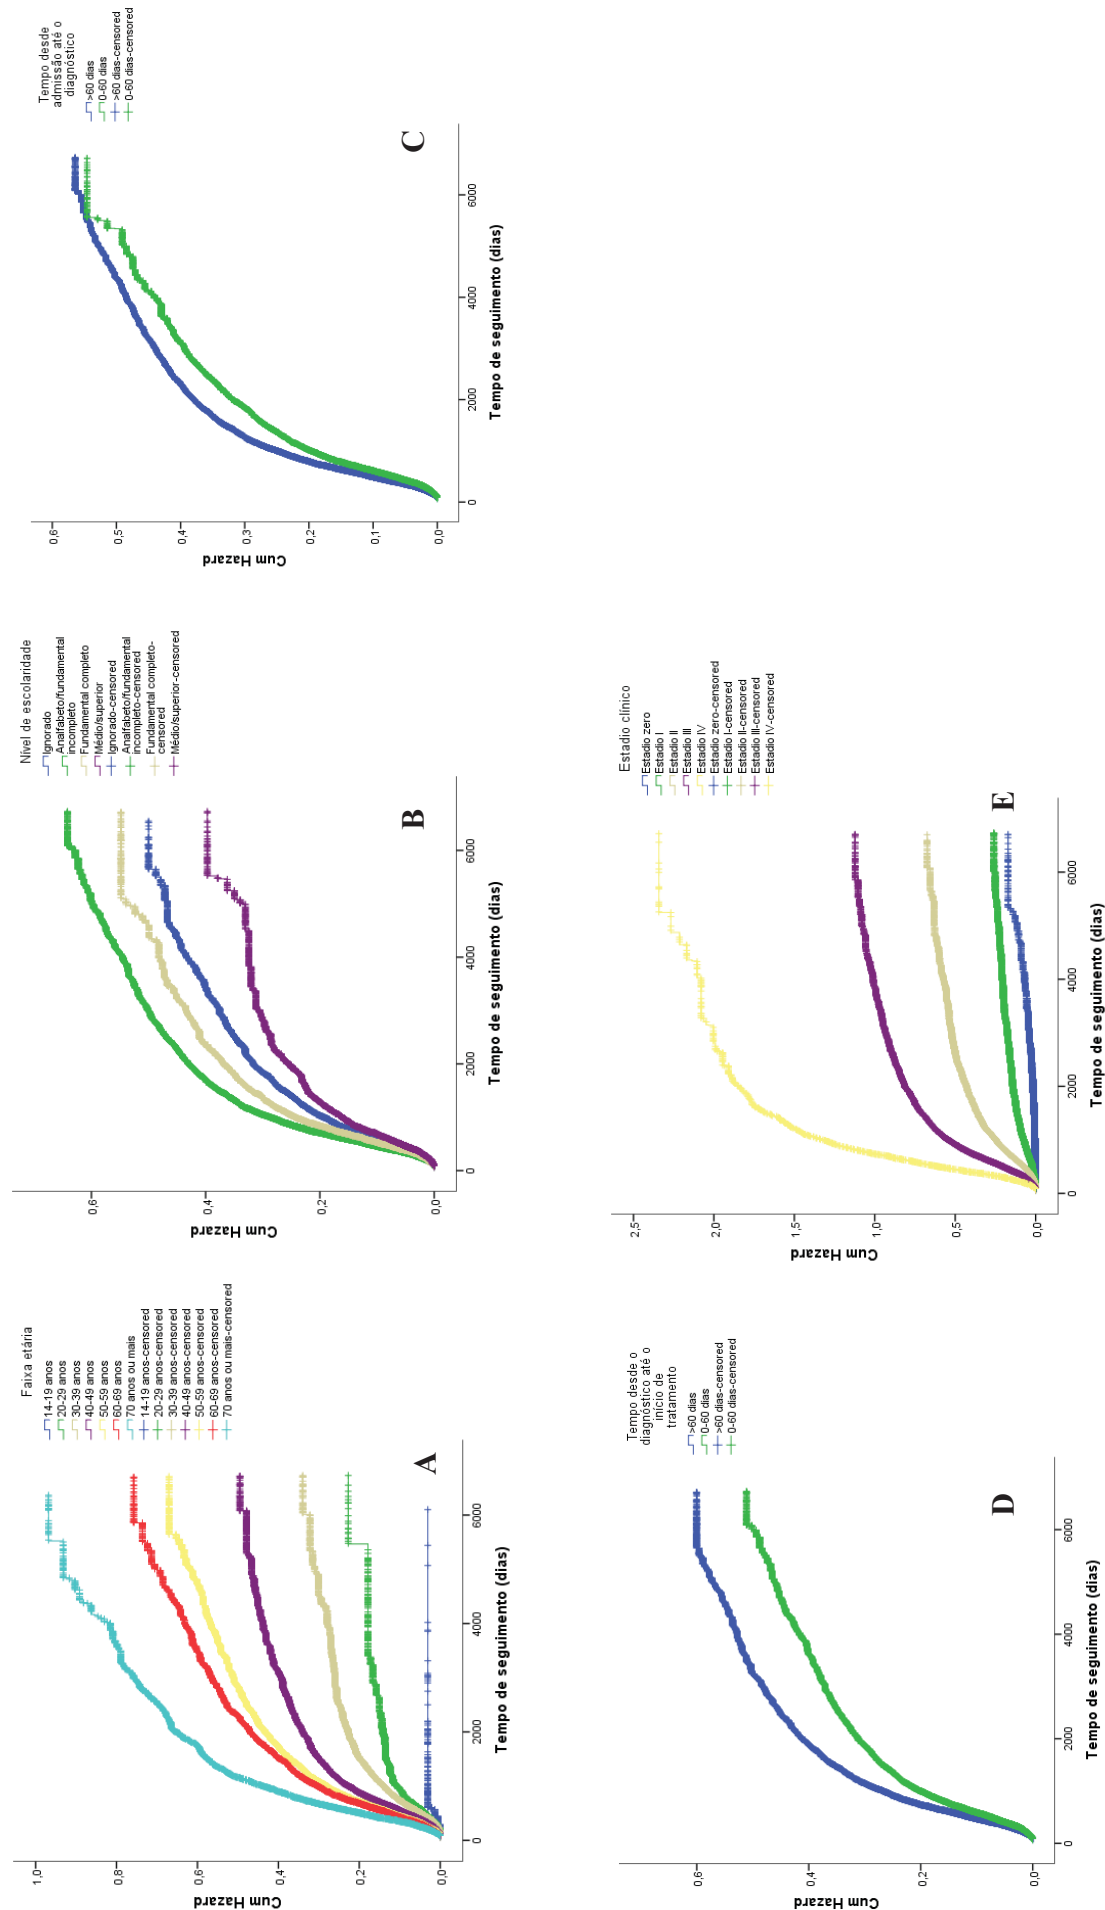 Faixa etária
14-19 anos
20-29 anos
30-39 anos
40-49 anos
50-59 anos
60-69 anos
70 anos ou mais
14-19 anos-censored
20-29 anos-censored
30-39 anos-censored
40-49 anos-censored
50-59 anos-censored
60-69 anos-censored
70 anos ou mais-censored
1,0
0,8
0,6
0,4
0,2
0,0
Cum Hazard
0
2000
4000
6000
Tempo de seguimento (dias)
A
Nível de escolaridade
Ignorado
Analfabeto/fundamental
incompleto
Fundamental completo
Médio/superior
Ignorado-censored
Analfabeto/fundamental
incompleto-censored
Fundamental completo-
censored
Médio/superior-censored
0,6
0,4
0,2
0,0
Cum Hazard
0
2000
4000
6000
Tempo de seguimento (dias)
B
Tempo desde
admissão até o
diagnóstico
>60 dias
0-60 dias
>60 dias-censored
0-60 dias-censored
0,6
0,5
0,4
0,3
0,2
0,1
0,0
Cum Hazard
0
2000
4000
6000
Tempo de seguimento (dias)
C
Tempo desde o
diagnóstico até o
início de
tratamento
>60 dias
0-60 dias
>60 dias-censored
0-60 dias-censored
0,6
0,4
0,2
0,0
Cum Hazard
0
2000
4000
6000
Tempo de seguimento (dias)
D
Estadio clínico
Estadio zero
Estadio I
Estadio II
Estadio III
Estadio IV
Estadio zero-censored
Estadio I-censored
Estadio II-censored
Estadio III-censored
Estadio IV-censored
2,5
2,0
1,5
1,0
0,5
0,0
Cum Hazard
0
2000
4000
6000
Tempo de seguimento (dias)
E